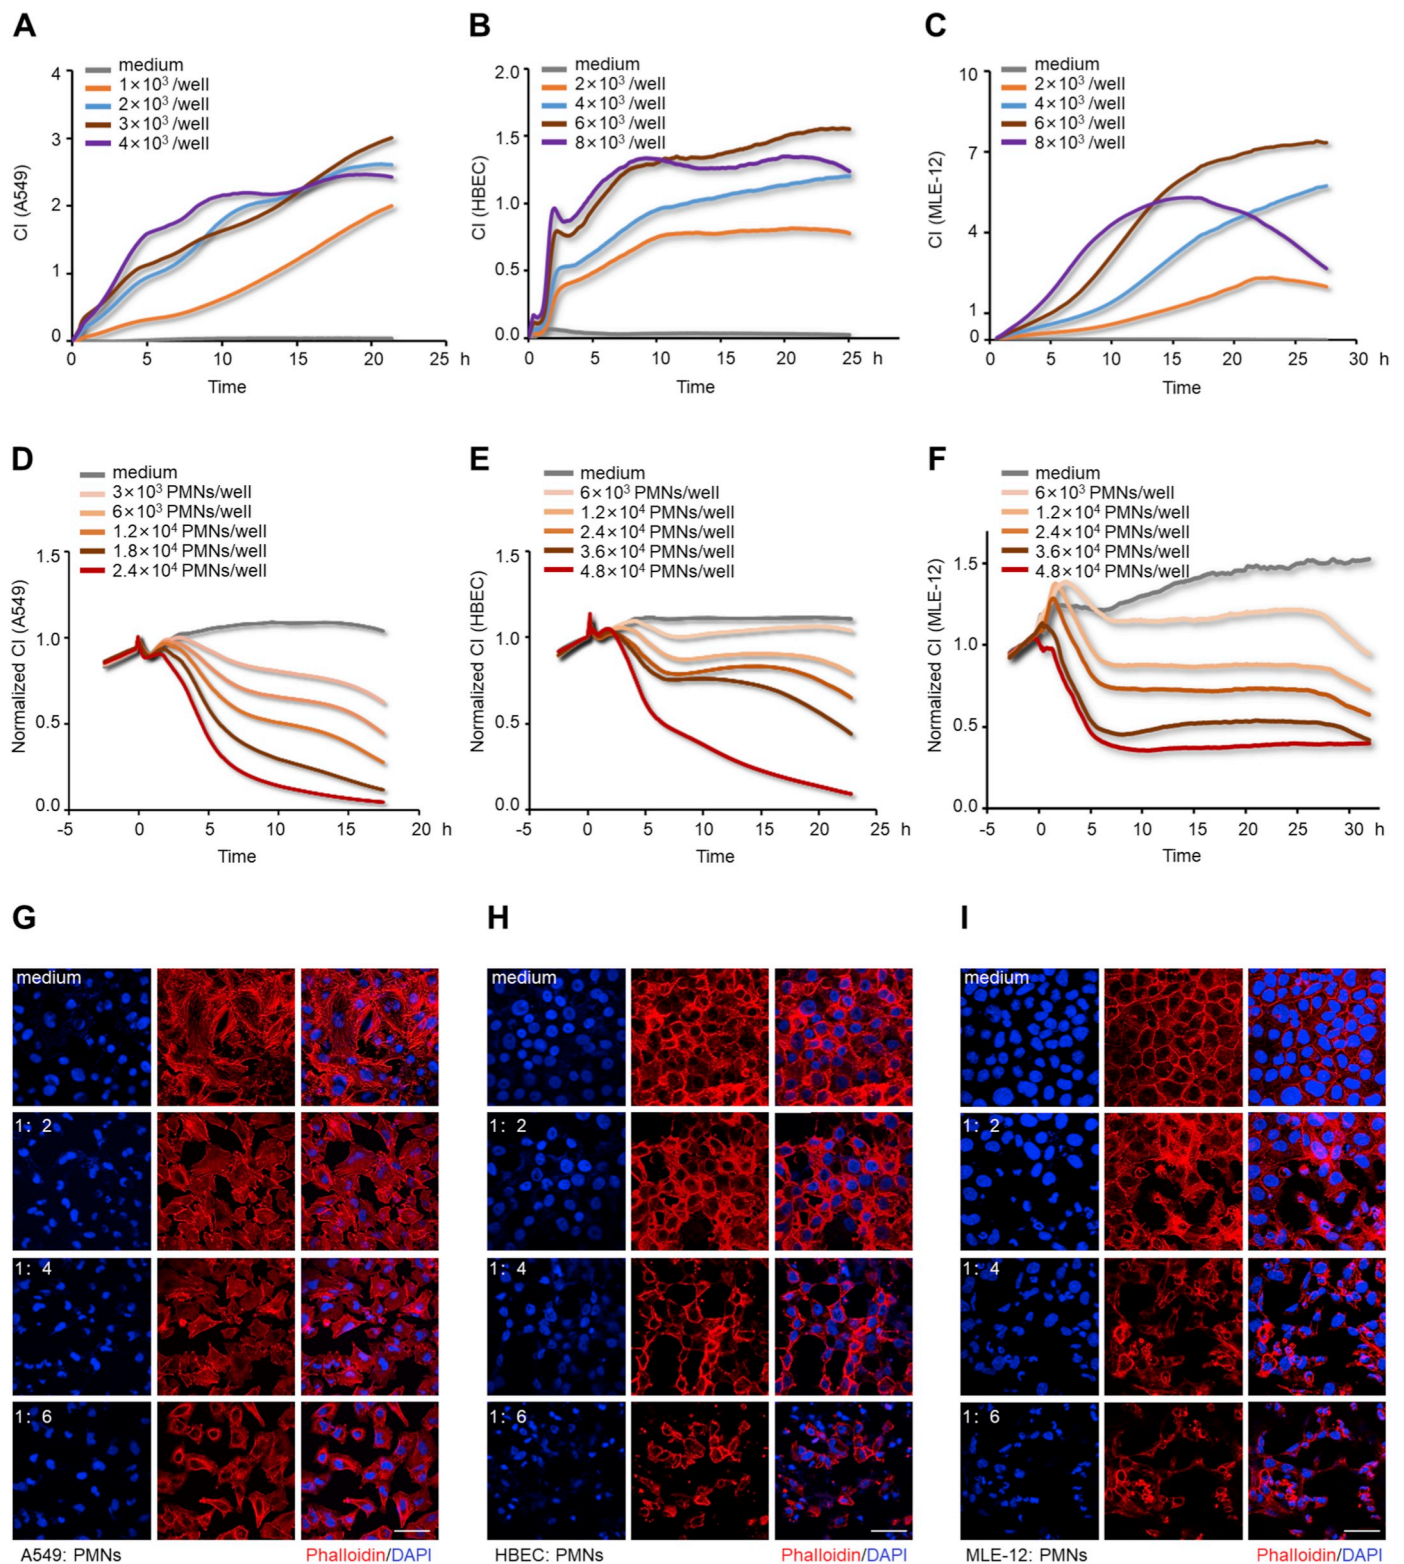 A
B
C
4
3
2
1
0
CI (A549)
medium
1×10³ /well
2×10³ /well
3×10³ /well
4×10³ /well
0 5 10 15 20 25 h
Time
2.0
1.5
1.0
0.5
0.0
CI (HBEC)
medium
2×10³ /well
4×10³ /well
6×10³ /well
8×10³ /well
0 5 10 15 20 25 h
Time
10
7
4
1
0
CI (MLE-12)
medium
2×10³ /well
4×10³ /well
6×10³ /well
8×10³ /well
0 5 10 15 20 25 30 h
Time
D
E
F
medium
3×10³ PMNs/well
6×10³ PMNs/well
1.2×10⁴ PMNs/well
1.8×10⁴ PMNs/well
2.4×10⁴ PMNs/well
1.5
1.0
0.5
0.0
Normalized CI (A549)
-5 0 5 10 15 20 h
Time
medium
6×10³ PMNs/well
1.2×10⁴ PMNs/well
2.4×10⁴ PMNs/well
3.6×10⁴ PMNs/well
4.8×10⁴ PMNs/well
1.5
1.0
0.5
0.0
Normalized CI (HBEC)
-5 0 5 10 15 20 25 h
Time
medium
6×10³ PMNs/well
1.2×10⁴ PMNs/well
2.4×10⁴ PMNs/well
3.6×10⁴ PMNs/well
4.8×10⁴ PMNs/well
1.5
1.0
0.5
0.0
Normalized CI (MLE-12)
-5 0 5 10 15 20 25 30 h
Time
G
H
I
medium
1: 2
1: 4
1: 6
A549: PMNs
Phalloidin/DAPI
medium
1: 2
1: 4
1: 6
HBEC: PMNs
Phalloidin/DAPI
medium
1: 2
1: 4
1: 6
MLE-12: PMNs
Phalloidin/DAPI